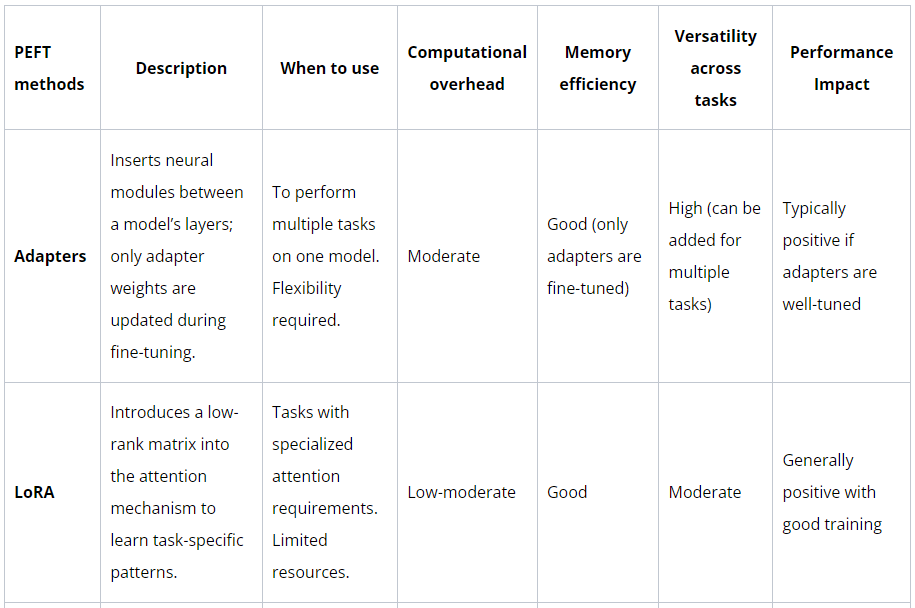 PEFT
methods
Description
When to use
Computational
overhead
Memory
efficiency
Versatility
across
tasks
Performance
Impact
Adapters
Inserts neural
modules between
a model’s layers;
only adapter
weights are
updated during
fine-tuning.
To perform
multiple tasks
on one model.
Flexibility
required.
Moderate
Good (only
adapters are
fine-tuned)
High (can be
added for
multiple
tasks)
Typically
positive if
adapters are
well-tuned
LoRA
Introduces a low-
rank matrix into
the attention
mechanism to
learn task-specific
patterns.
Tasks with
specialized
attention
requirements.
Limited
resources.
Low-moderate
Good
Moderate
Generally
positive with
good training